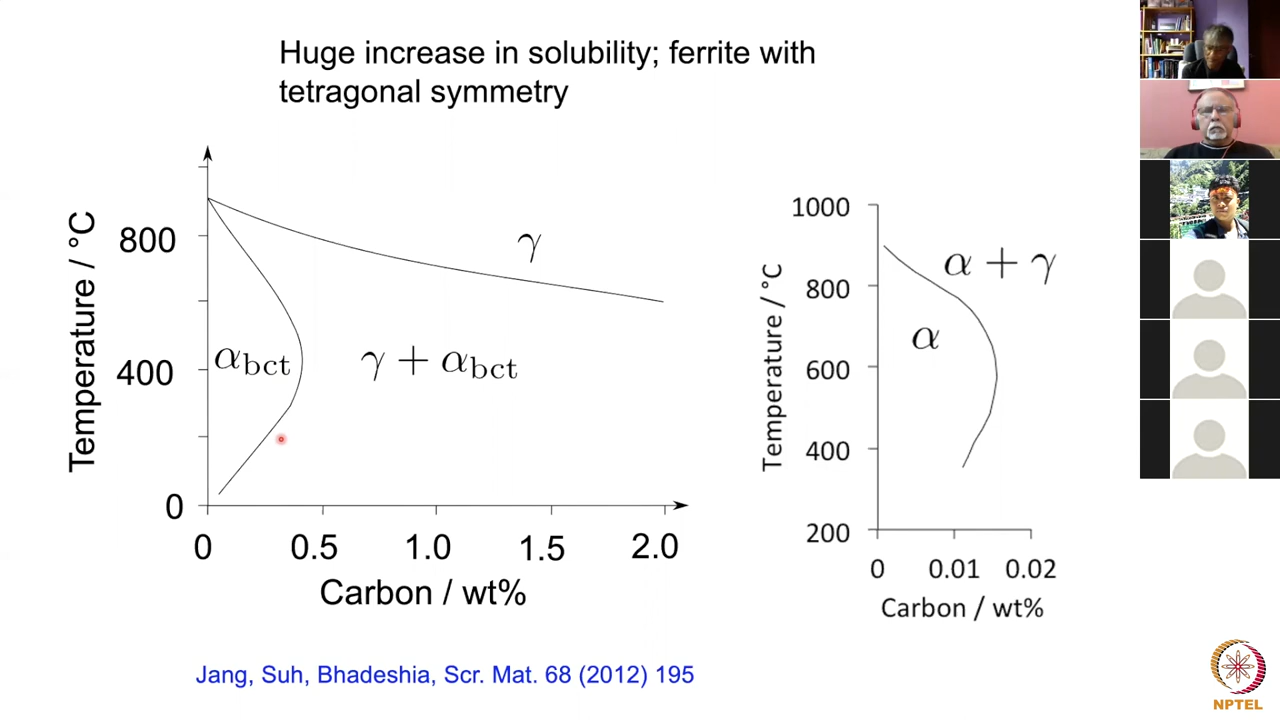 Huge increase in solubility; ferrite with
tetragonal symmetry
Temperature / °C
800
400
0
γ
α_bct
γ + α_bct
0 0.5 1.0 1.5 2.0
Carbon / wt%
Temperature / °C
1000
800
600
400
200
α + γ
α
0 0.01 0.02
Carbon / wt%
Jang, Suh, Bhadeshia, Scr. Mat. 68 (2012) 195
NPTEL